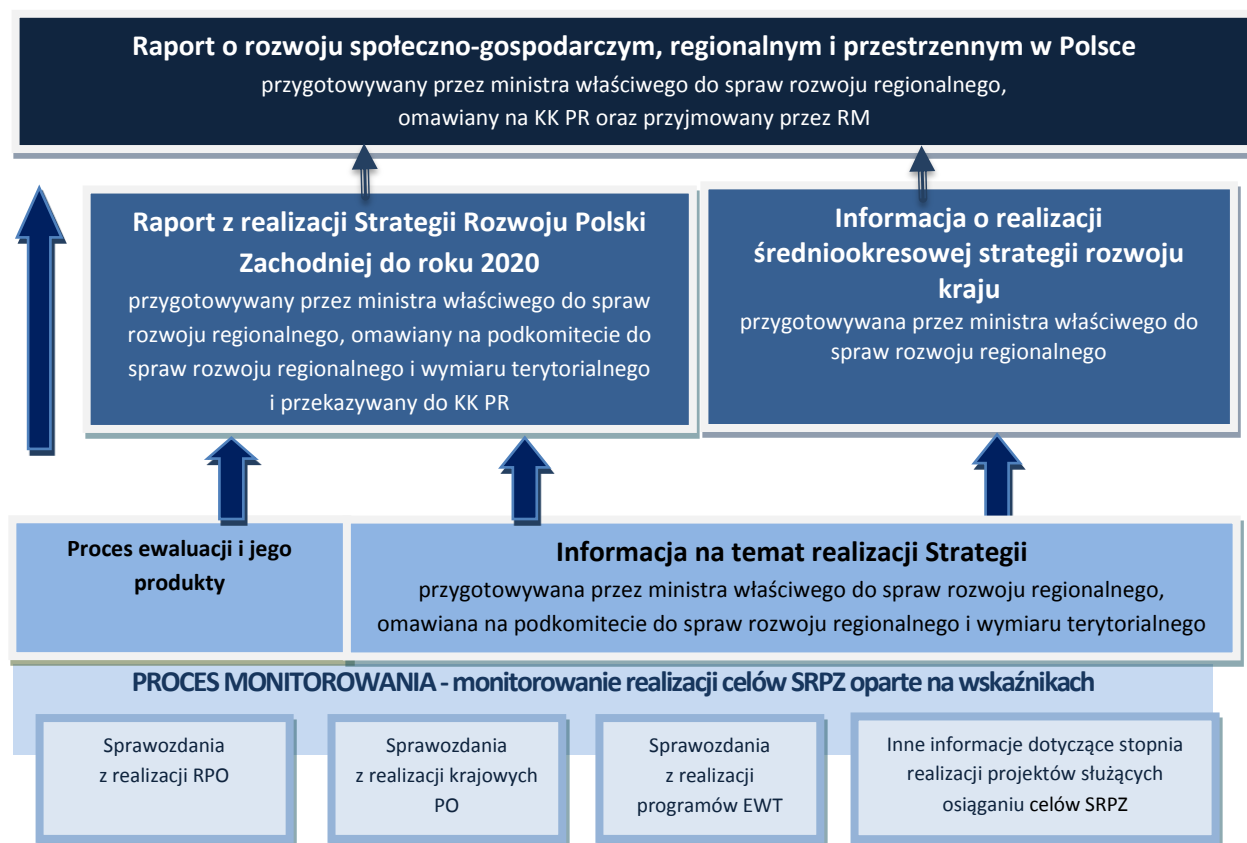 Raport o rozwoju społeczno-gospodarczym, regionalnym i przestrzennym w Polsce
przygotowywany przez ministra właściwego do spraw rozwoju regionalnego,
omawiany na KK PR oraz przyjmowany przez RM
Raport z realizacji Strategii Rozwoju Polski
Zachodniej do roku 2020
przygotowywany przez ministra właściwego do spraw
rozwoju regionalnego, omawiany na podkomitecie do
spraw rozwoju regionalnego i wymiaru terytorialnego
i przekazywany do KK PR
Informacja o realizacji
średniookresowej strategii rozwoju
kraju
przygotowywana przez ministra właściwego do
spraw rozwoju regionalnego
Proces ewaluacji i jego
produkty
Informacja na temat realizacji Strategii
przygotowywana przez ministra właściwego do spraw rozwoju regionalnego,
omawiana na podkomitecie do spraw rozwoju regionalnego i wymiaru terytorialnego
PROCES MONITOROWANIA - monitorowanie realizacji celów SRPZ oparte na wskaźnikach
Sprawozdania
z realizacji RPO
Sprawozdania
z realizacji krajowych
PO
Sprawozdania
z realizacji
programów EWT
Inne informacje dotyczące stopnia
realizacji projektów służących
osiąganiu celów SRPZ